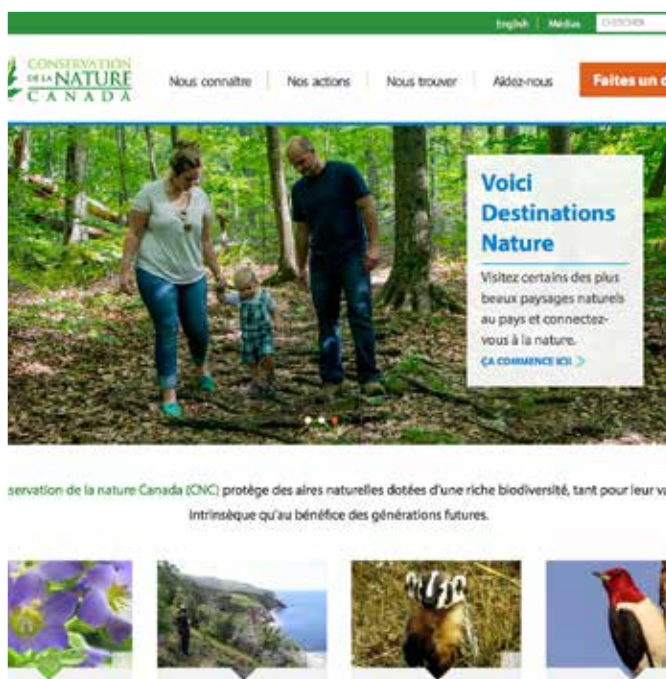 English | Médias CHERCHER
CONSERVATION
DE LA NATURE
CANADA
Nous connaître Nos actions Nous trouver Aidez-nous Faites un d
Voici
Destinations
Nature
Visitez certains des plus
beaux paysages naturels
au pays et connectez-
vous à la nature.
ÇA COMMENCE ICI! >
servation de la nature Canada (CNC) protège des aires naturelles dotées d'une riche biodiversité, tant pour leur va
intrinsèque qu'au bénéfice des générations futures.